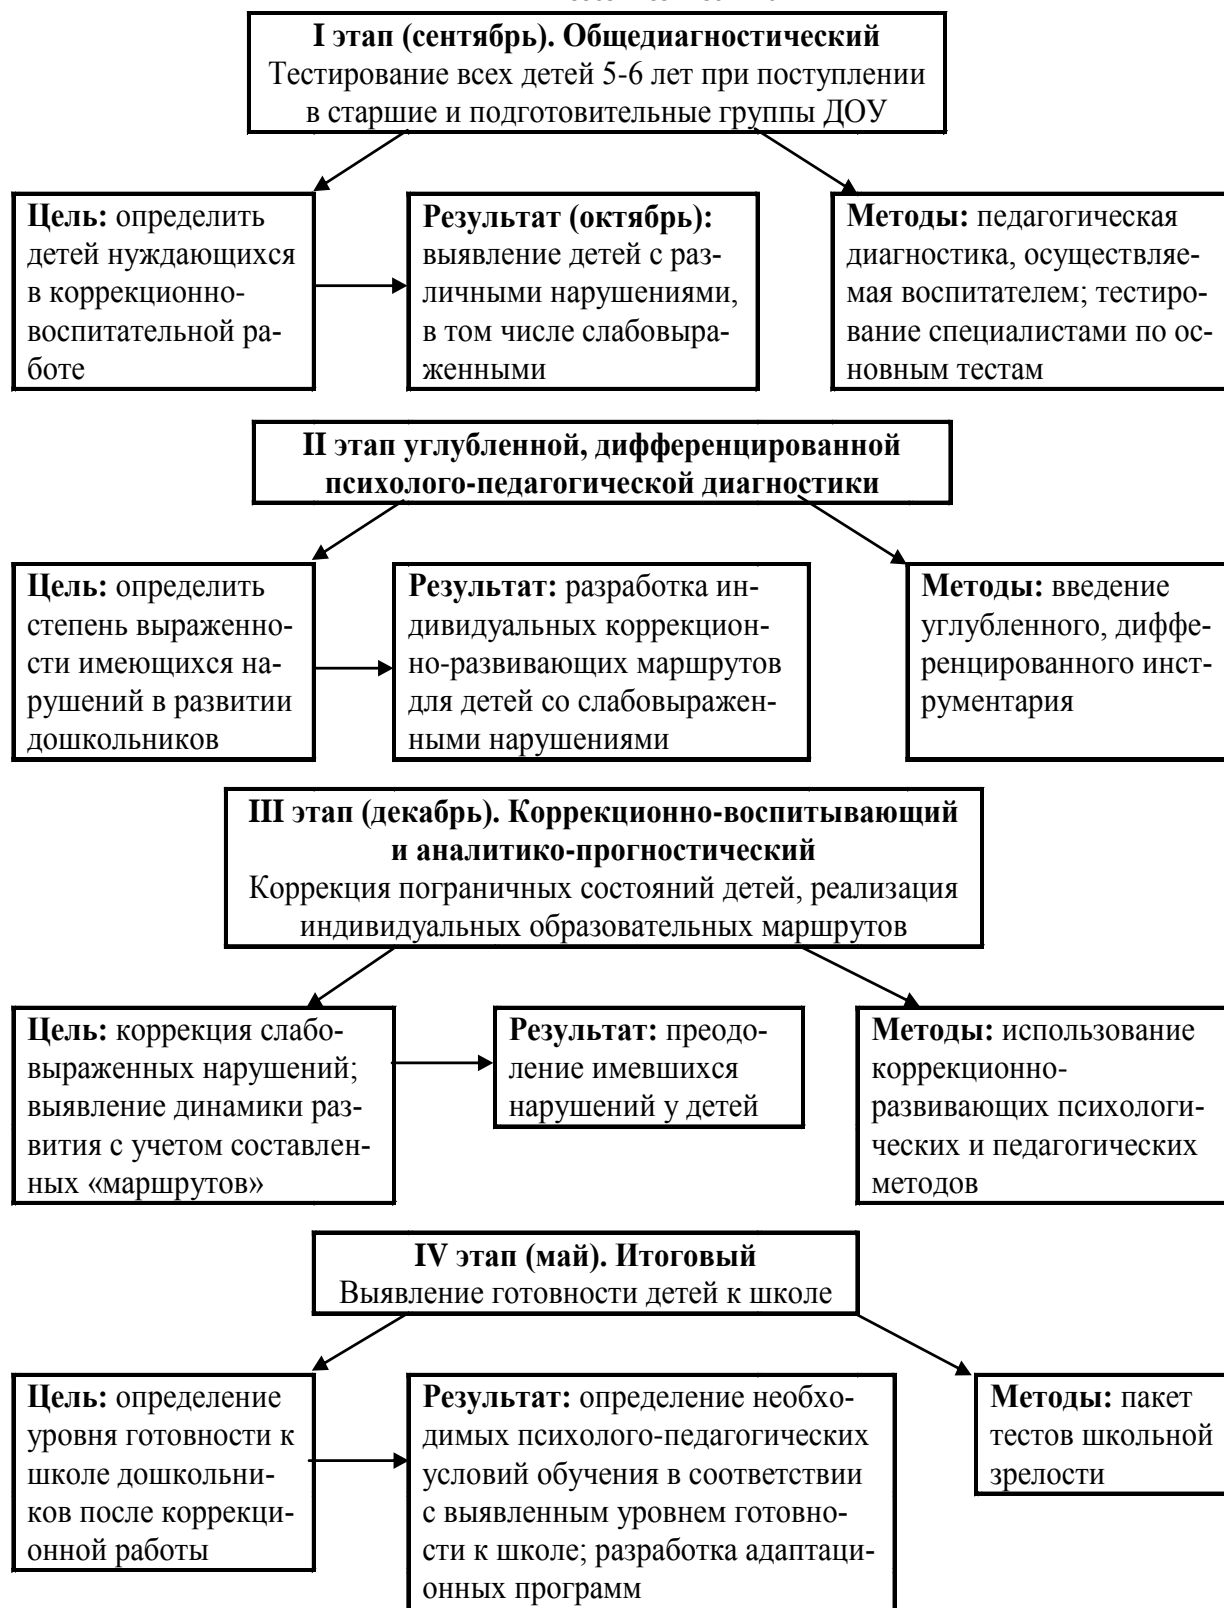 I этап (сентябрь). Общедиагностический
Тестирование всех детей 5-6 лет при поступлении
в старшие и подготовительные группы ДОУ
Цель: определить
детей нуждающихся
в коррекционно-
воспитательной ра-
боте
Результат (октябрь):
выявление детей с раз-
личными нарушениями,
в том числе слабовыра-
женными
Методы: педагогическая
диагностика, осуществляе-
мая воспитателем; тестиро-
вание специалистами по ос-
новным тестам
II этап углубленной, дифференцированной
психолого-педагогической диагностики
Цель: определить
степень выраженно-
сти имеющихся на-
рушений в развитии
дошкольников
Результат: разработка ин-
дивидуальных коррекцион-
но-развивающих маршрутов
для детей со слабовыражен-
ными нарушениями
Методы: введение
углубленного, диффе-
ренцированного инст-
рументария
III этап (декабрь). Коррекционно-воспитывающий
и аналитико-прогностический
Коррекция пограничных состояний детей, реализация
индивидуальных образовательных маршрутов
Цель: коррекция слабо-
выраженных нарушений;
выявление динамики раз-
вития с учетом составлен-
ных «маршрутов»
Результат: преодо-
ление имевшихся
нарушений у детей
Методы: использование
коррекционно-
развивающих психологи-
ческих и педагогических
методов
IV этап (май). Итоговый
Выявление готовности детей к школе
Цель: определение
уровня готовности к
школе дошкольни-
ков после коррекци-
онной работы
Результат: определение необхо-
димых психолого-педагогических
условий обучения в соответствии
с выявленным уровнем готовно-
сти к школе; разработка адаптаци-
онных программ
Методы: пакет
тестов школьной
зрелости